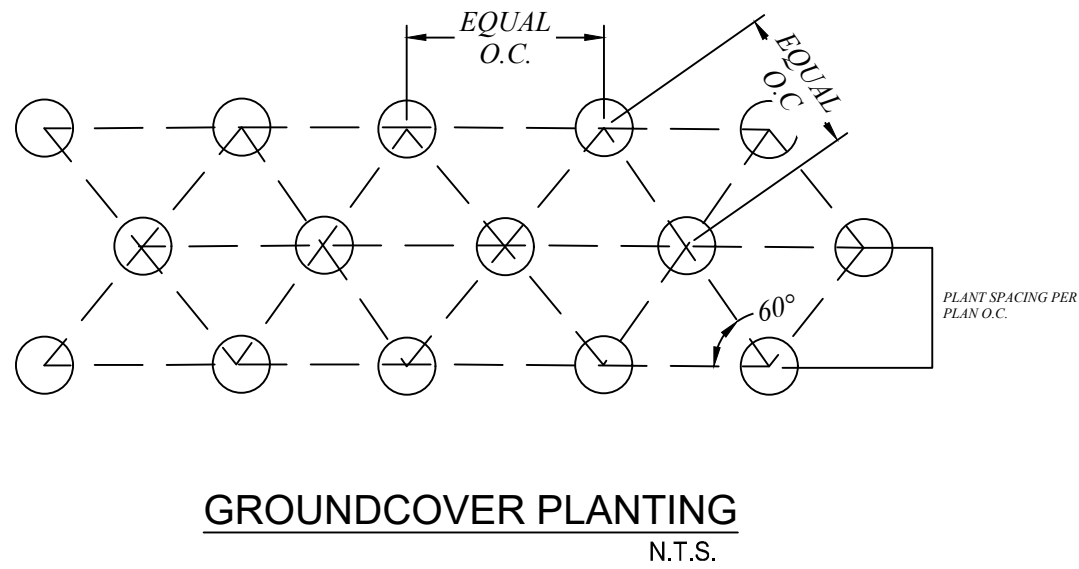 EQUAL
O.C.
EQUAL
O.C
60°
PLANT SPACING PER
PLAN O.C.
GROUNDCOVER PLANTING
N.T.S.